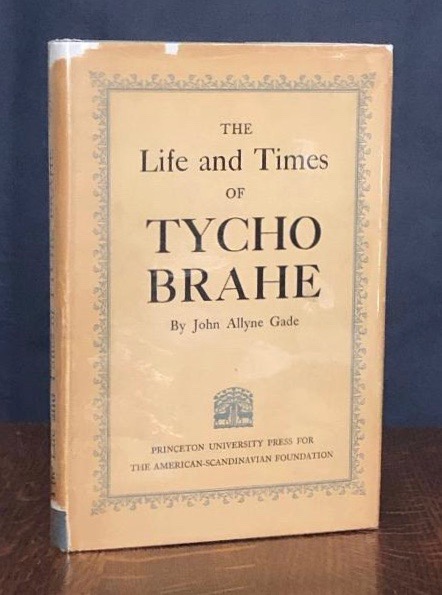 THE
Life and Times
OF
TYCHO
BRAHE
By John Allyne Gade
PRINCETON UNIVERSITY PRESS FOR
THE AMERICAN-SCANDINAVIAN FOUNDATION